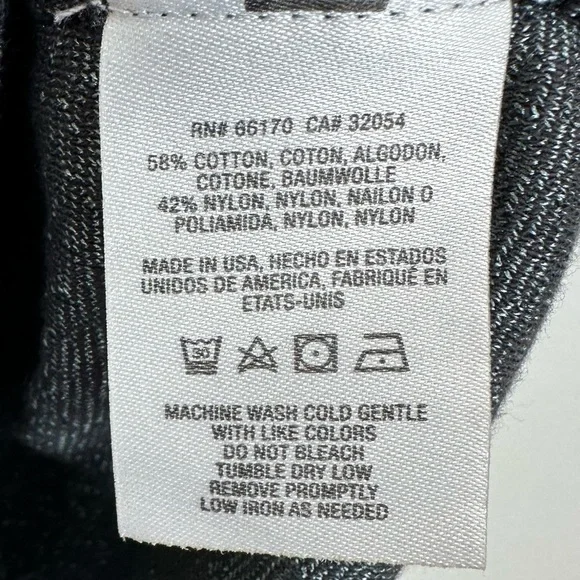 RN# 66170 CA# 32054
58% COTTON, COTON, ALGODON,
COTONE, BAUMWOLLE
42% NYLON, NYLON, NAILON O
POLIAMIDA, NYLON, NYLON
MADE IN USA, HECHO EN ESTADOS
UNIDOS DE AMERICA, FABRIQUÉ EN
ETATS-UNIS
30
MACHINE WASH COLD GENTLE
WITH LIKE COLORS
DO NOT BLEACH
TUMBLE DRY LOW
REMOVE PROMPTLY
LOW IRON AS NEEDED